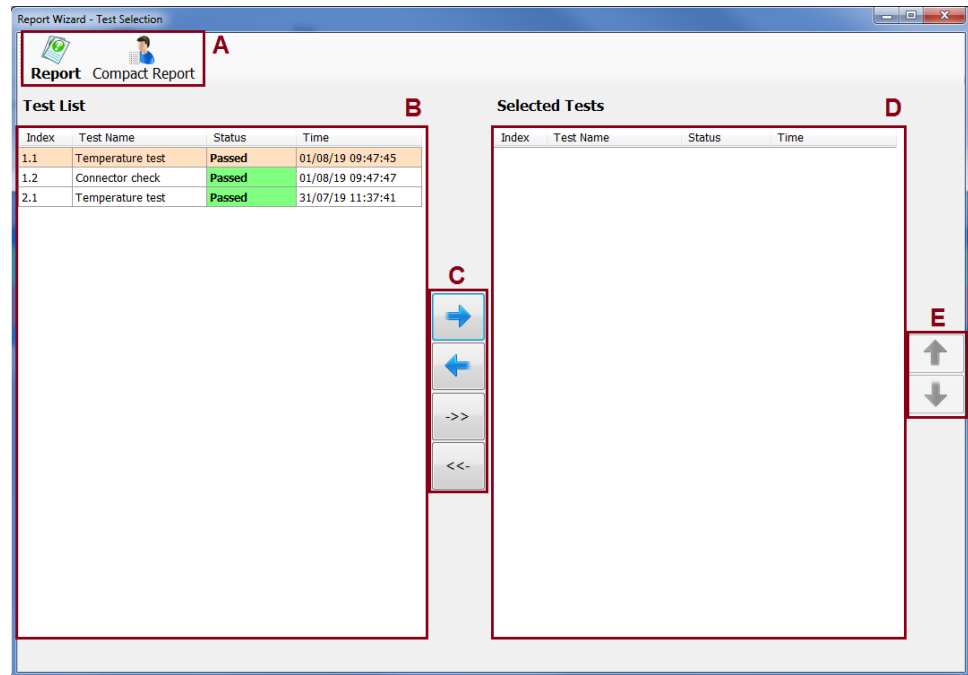 Report Wizard - Test Selection
A
Report Compact Report
Test List B
Selected Tests D
Index Test Name Status Time
1.1 Temperature test Passed 01/08/19 09:47:45
1.2 Connector check Passed 01/08/19 09:47:47
2.1 Temperature test Passed 31/07/19 11:37:41
Index Test Name Status Time
C
->>
<<-
E